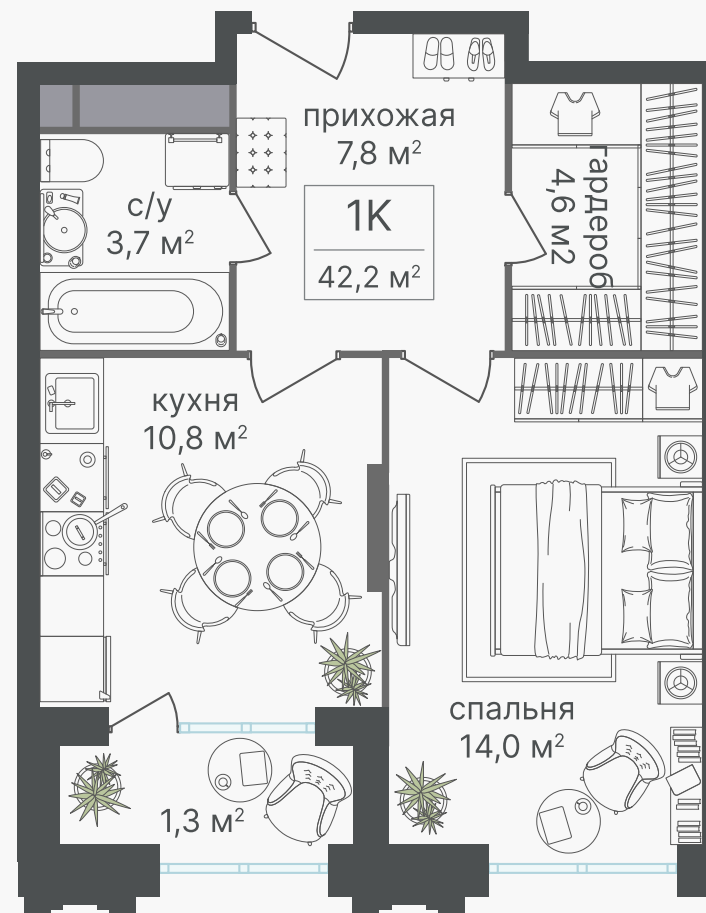 прихожая
7,8 м²
гардероб
4,6 м2
с/у
3,7 м²
1К
42,2 м²
кухня
10,8 м²
спальня
14,0 м²
1,3 м²